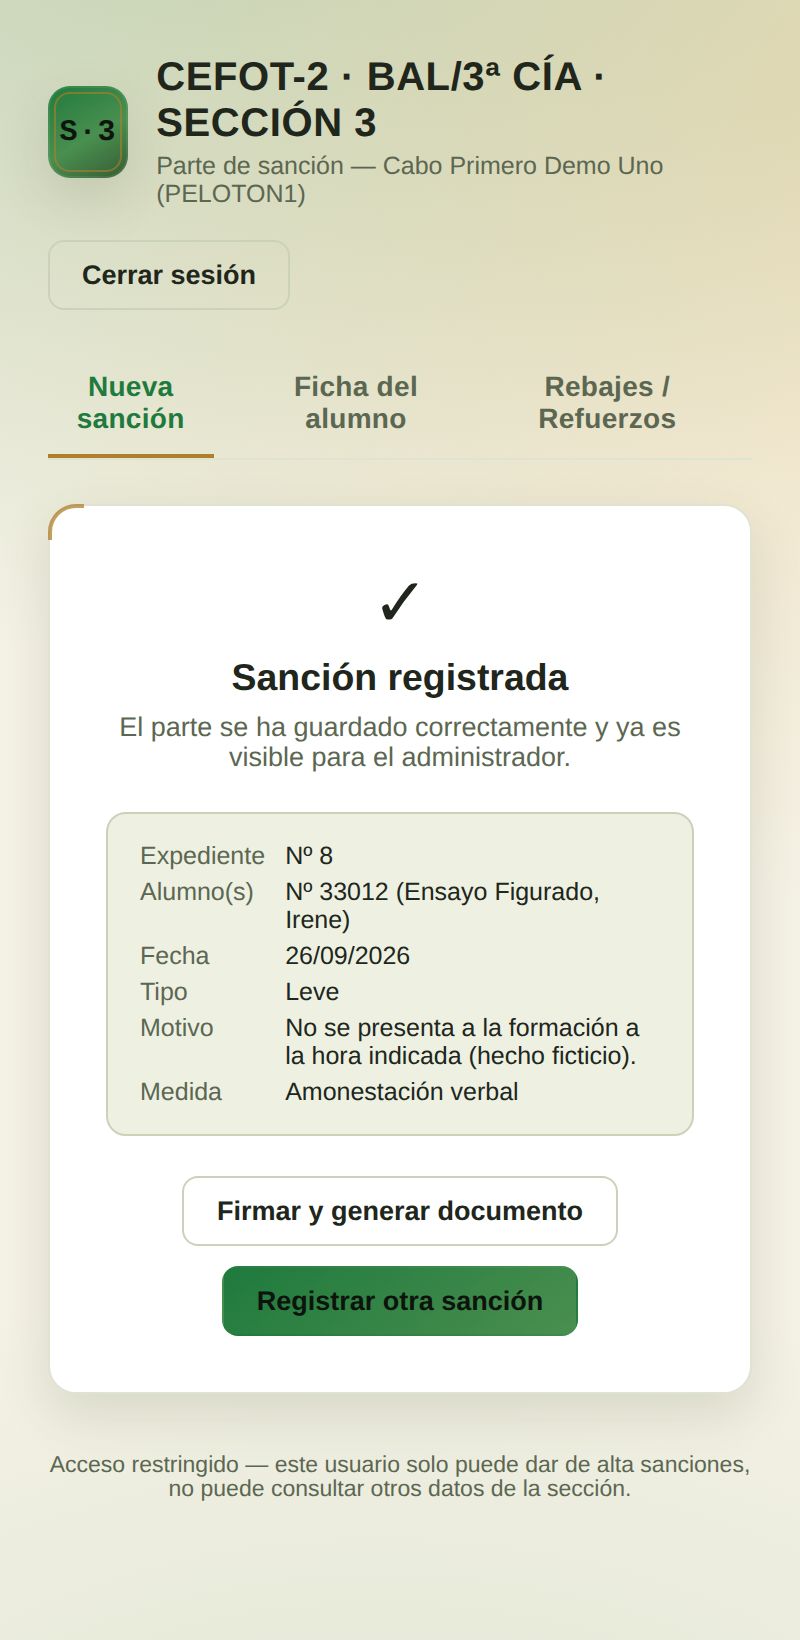 S·3
CEFOT-2 · BAL/3ª CÍA ·
SECCIÓN 3
Parte de sanción — Cabo Primero Demo Uno
(PELOTON1)
Cerrar sesión
Nueva
sanción
Ficha del
alumno
Rebajes /
Refuerzos
✓
Sanción registrada
El parte se ha guardado correctamente y ya es
visible para el administrador.
Expediente Nº 8
Alumno(s) Nº 33012 (Ensayo Figurado,
Irene)
Fecha 26/09/2026
Tipo Leve
Motivo No se presenta a la formación a
la hora indicada (hecho ficticio).
Medida Amonestación verbal
Firmar y generar documento
Registrar otra sanción
Acceso restringido — este usuario solo puede dar de alta sanciones,
no puede consultar otros datos de la sección.